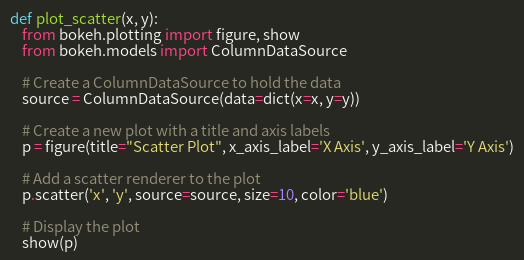 def plot_scatter(x, y):
    from bokeh.plotting import figure, show
    from bokeh.models import ColumnDataSource

    # Create a ColumnDataSource to hold the data
    source = ColumnDataSource(data=dict(x=x, y=y))

    # Create a new plot with a title and axis labels
    p = figure(title="Scatter Plot", x_axis_label='X Axis', y_axis_label='Y Axis')

    # Add a scatter renderer to the plot
    p.scatter('x', 'y', source=source, size=10, color='blue')

    # Display the plot
    show(p)